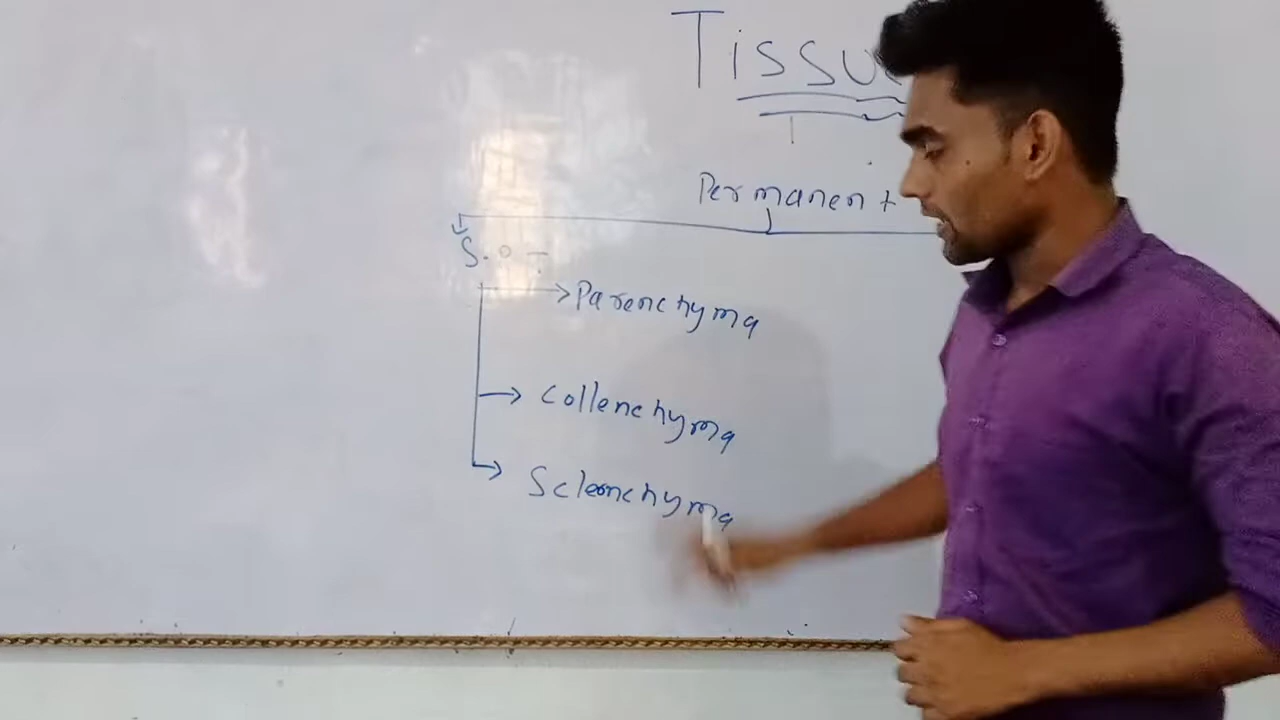 Tissue
Permanent
S.P.T
Parenchyma
Collenchyma
Sclerenchyma